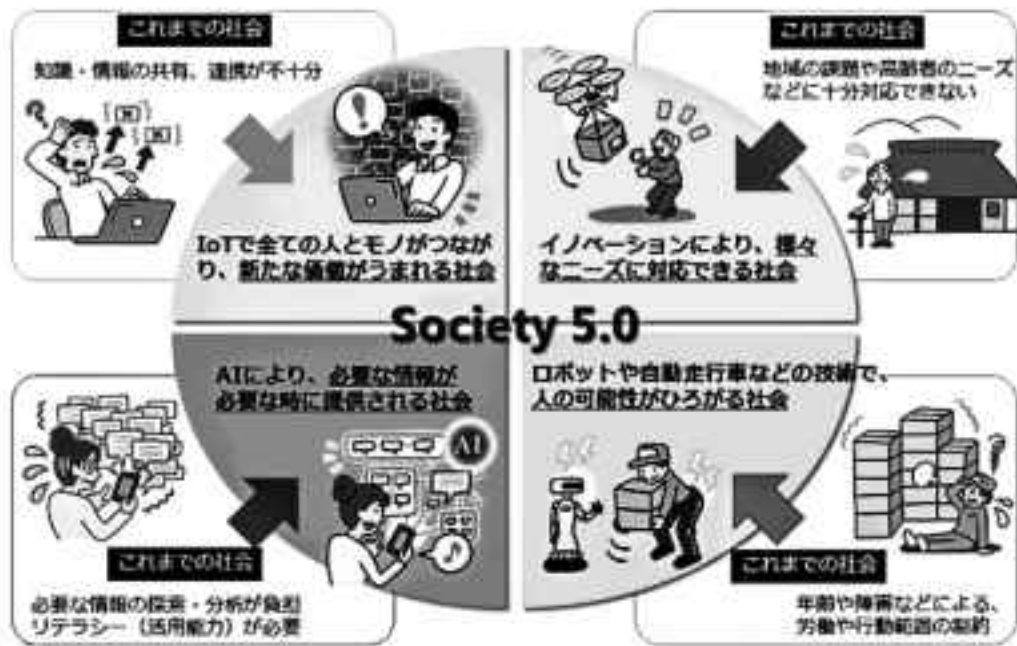 これまでの社会
知識・情報の共有、連携が不十分
?
!
IoTで全ての人とモノがつなが
り、新たな価値がうまれる社会
これまでの社会
地域の課題や高齢者のニーズ
などに十分対応できない
イノベーションにより、様々
なニーズに対応できる社会
Society 5.0
AIにより、必要な情報が
必要な時に提供される社会
AI
これまでの社会
必要な情報の探索・分析が負担
リテラシー（活用能力）が必要
ロボットや自動走行車などの技術で、
人の可能性がひろがる社会
これまでの社会
年齢や障害などによる、
労働や行動範囲の制約